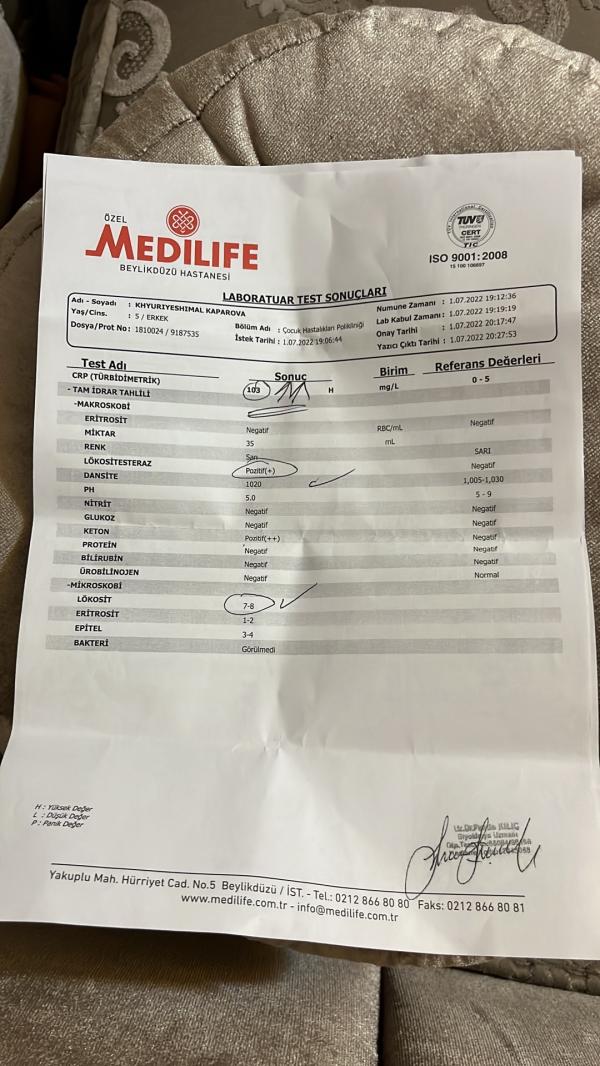 ÖZEL
MEDILIFE
BEYLİKDÜZÜ HASTANESİ
TUV
CERT
TIC
ISO 9001:2008
15 100 106697
LABORATUAR TEST SONUÇLARI
Adı - Soyadı : KHYURIYESHIMAL KAPAROVA
Yaş/Cins. : 5 / ERKEK
Dosya/Prot No : 1810024 / 9187535
Bölüm Adı : Çocuk Hastalıkları Polikliniği
İstek Tarihi : 1.07.2022 19:06:44
Numune Zamanı : 1.07.2022 19:12:36
Lab Kabul Zamanı : 1.07.2022 19:19:19
Onay Tarihi : 1.07.2022 20:17:47
Yazıcı Çıktı Tarihi : 1.07.2022 20:27:53
Test Adı Sonuç Birim Referans Değerleri
CRP (TÜRBİDİMETRİK) 103 H mg/L 0 - 5
- TAM İDRAR TAHLİLİ
-MAKROSKOBİ
ERİTROSİT Negatif RBC/mL Negatif
MİKTAR 35 mL
RENK Sarı SARI
LÖKOSİTESTERAZ Pozitif(+) Negatif
DANSİTE 1020 1,005-1,030
PH 5.0 5 - 9
NİTRİT Negatif Negatif
GLUKOZ Negatif Negatif
KETON Pozitif(++) Negatif
PROTEİN Negatif Negatif
BİLİRUBİN Negatif Negatif
ÜROBİLİNOJEN Negatif Normal
-MİKROSKOBİ
LÖKOSİT 7-8
ERİTROSİT 1-2
EPİTEL 3-4
BAKTERİ Görülmedi
H : Yüksek Değer
L : Düşük Değer
P : Panik Değer
Biyokimya Uzmanı
Yakuplu Mah. Hürriyet Cad. No.5 Beylikdüzü / İST. - Tel.: 0212 866 80 80 Faks: 0212 866 80 81
www.medilife.com.tr - info@medilife.com.tr